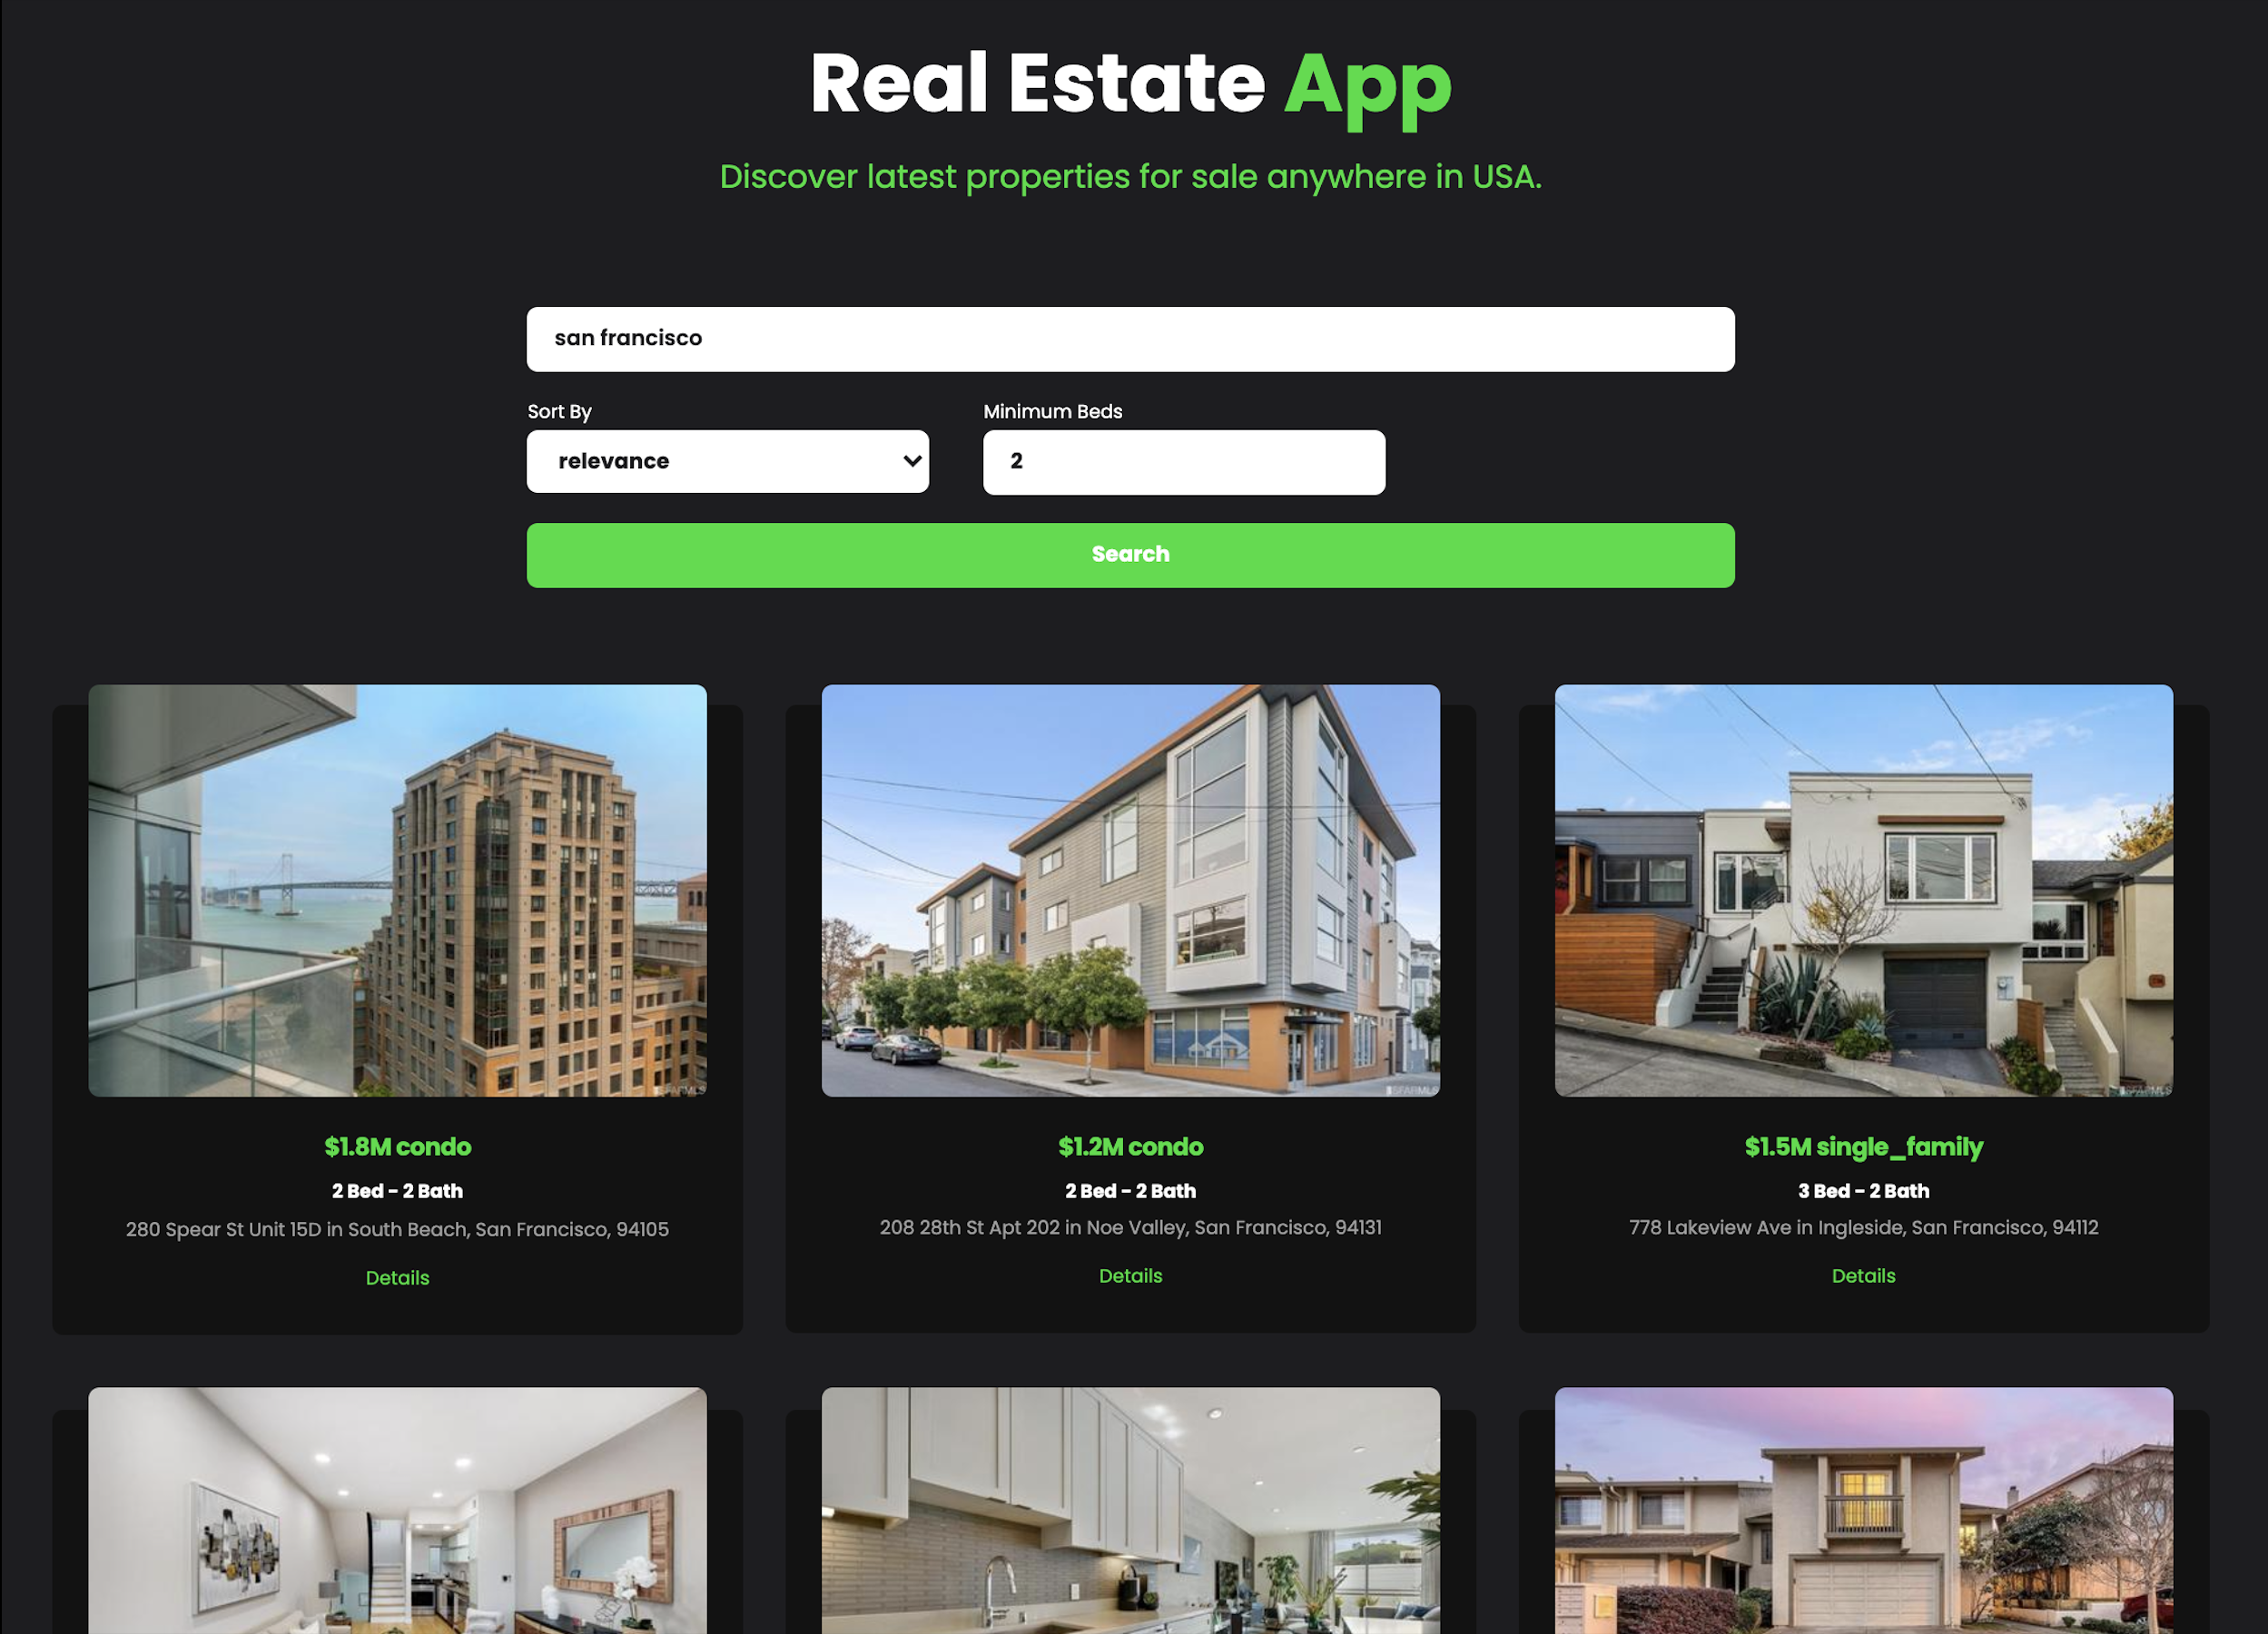 Real Estate App
Discover latest properties for sale anywhere in USA.
san francisco
Sort By
Minimum Beds
relevance
2
Search
SFARMLS
SFARMLS
SFARMLS
$1.8M condo
2 Bed - 2 Bath
280 Spear St Unit 15D in South Beach, San Francisco, 94105
Details
$1.2M condo
2 Bed - 2 Bath
208 28th St Apt 202 in Noe Valley, San Francisco, 94131
Details
$1.5M single_family
3 Bed - 2 Bath
778 Lakeview Ave in Ingleside, San Francisco, 94112
Details